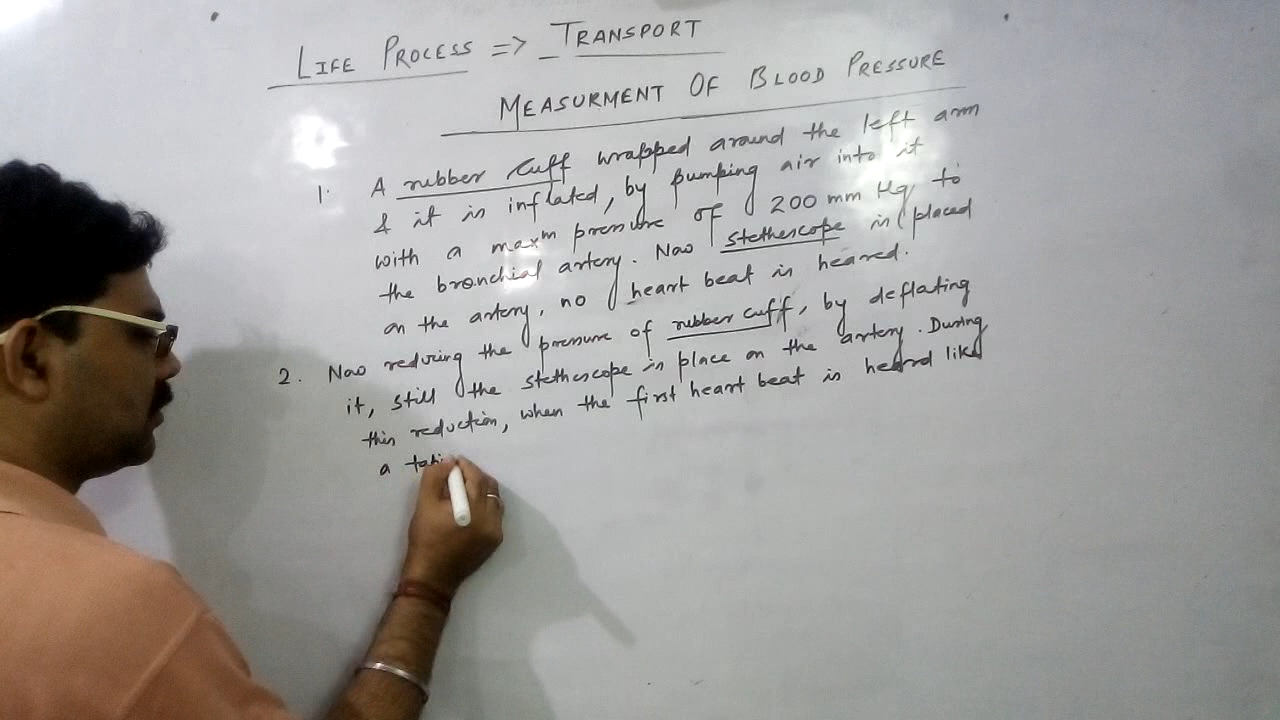 LIFE PROCESS => TRANSPORT
MEASURMENT OF BLOOD PRESSURE
1. A rubber Cuff wrapped around the left arm
& it is inflated, by pumping air into it
with a maxm pressure of 200 mm Hg to
the bronchial artery. Now stethescope is placed
on the artery, no heart beat is heared.
2. Now reducing the pressure of rubber cuff, by deflating
it, still the stethescope is place on the artery. During
this reduction, when the first heart beat is heard like
a